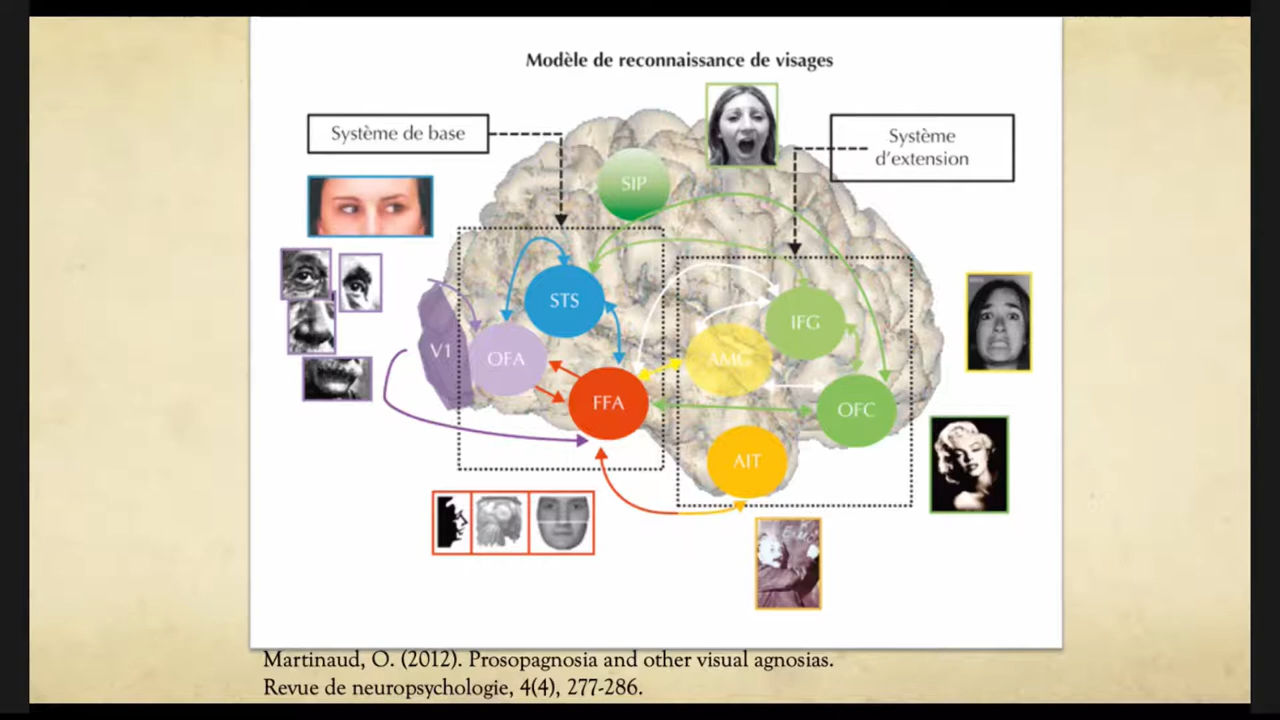 Modèle de reconnaissance de visages
Système de base
Système
d'extension
SIP
STS
IFG
V1
OFA
AMG
FFA
OFC
AIT
Martinaud, O. (2012). Prosopagnosia and other visual agnosias.
Revue de neuropsychologie, 4(4), 277-286.